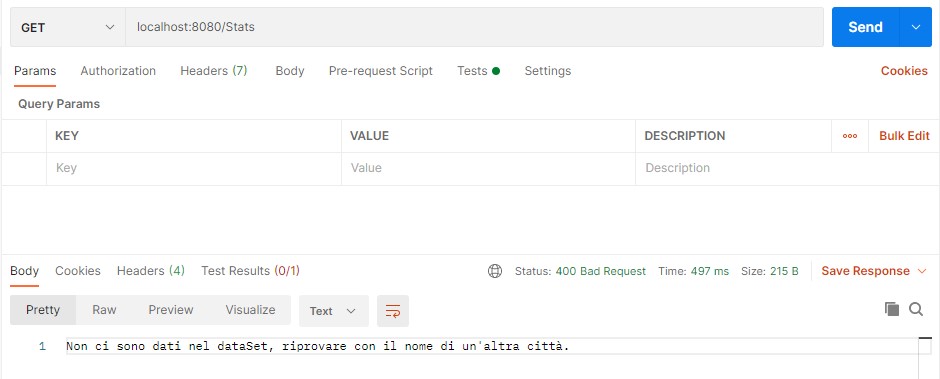 GET localhost:8080/Stats Send
Params Authorization Headers (7) Body Pre-request Script Tests Settings Cookies
Query Params
KEY VALUE DESCRIPTION Bulk Edit
Key Value Description
Body Cookies Headers (4) Test Results (0/1) Status: 400 Bad Request Time: 497 ms Size: 215 B Save Response
Pretty Raw Preview Visualize Text
1 Non ci sono dati nel dataSet, riprovare con il nome di un'altra città.